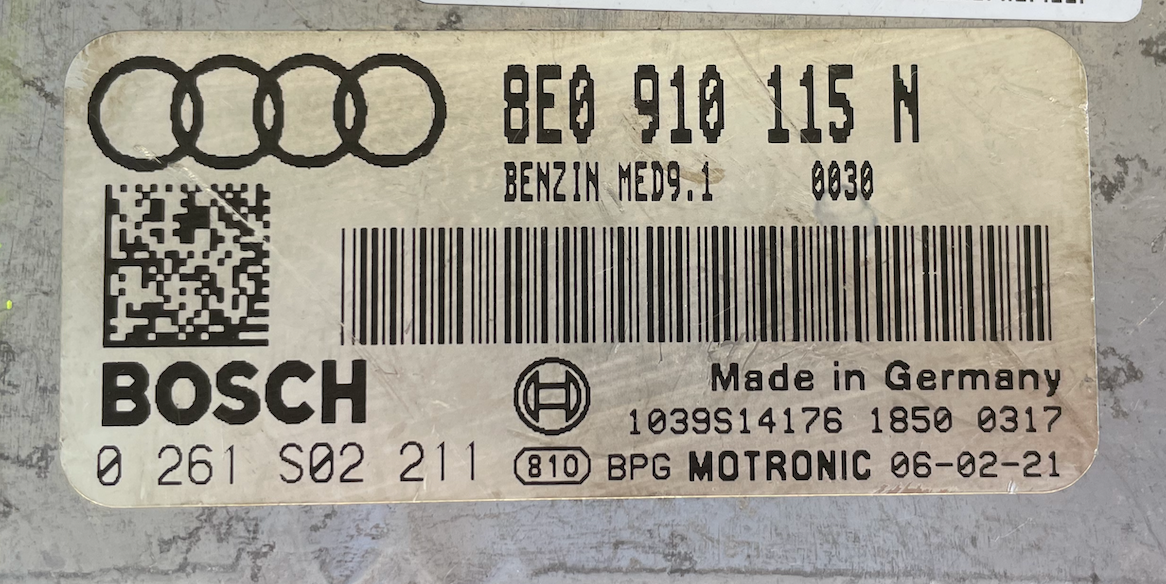 8E0 910 115 N
BENZIN MED9.1 0030
BOSCH
Made in Germany
1039S14176 1850 0317
0 261 S02 211
810 BPG MOTRONIC 06-02-21